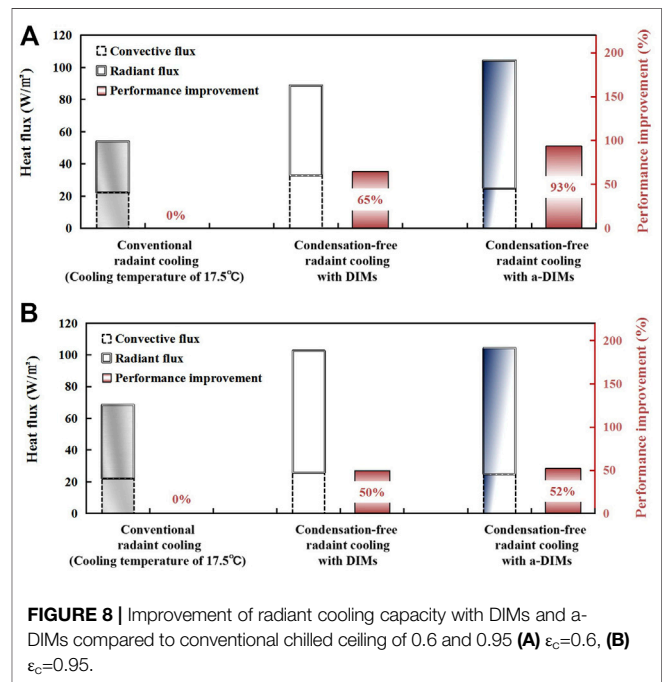 A
Heat flux (W/m²)
120
100
80
60
40
20
0
Convective flux
Radiant flux
Performance improvement
0%
65%
93%
200
150
100
50
0
Performance improvement (%)
Conventional
radaint cooling
(Cooling temperature of 17.5℃)
Condensation-free
radaint cooling
with DIMs
Condensation-free
radaint cooling
with a-DIMs
B
Heat flux (W/m²)
120
100
80
60
40
20
0
Convective flux
Radiant flux
Performance improvement
0%
50%
52%
200
150
100
50
0
Performance improvement (%)
Conventional
radaint cooling
(Cooling temperature of 17.5℃)
Condensation-free
radaint cooling
with DIMs
Condensation-free
radaint cooling
with a-DIMs
FIGURE 8 | Improvement of radiant cooling capacity with DIMs and a-
DIMs compared to conventional chilled ceiling of 0.6 and 0.95 (A) εc=0.6, (B)
εc=0.95.